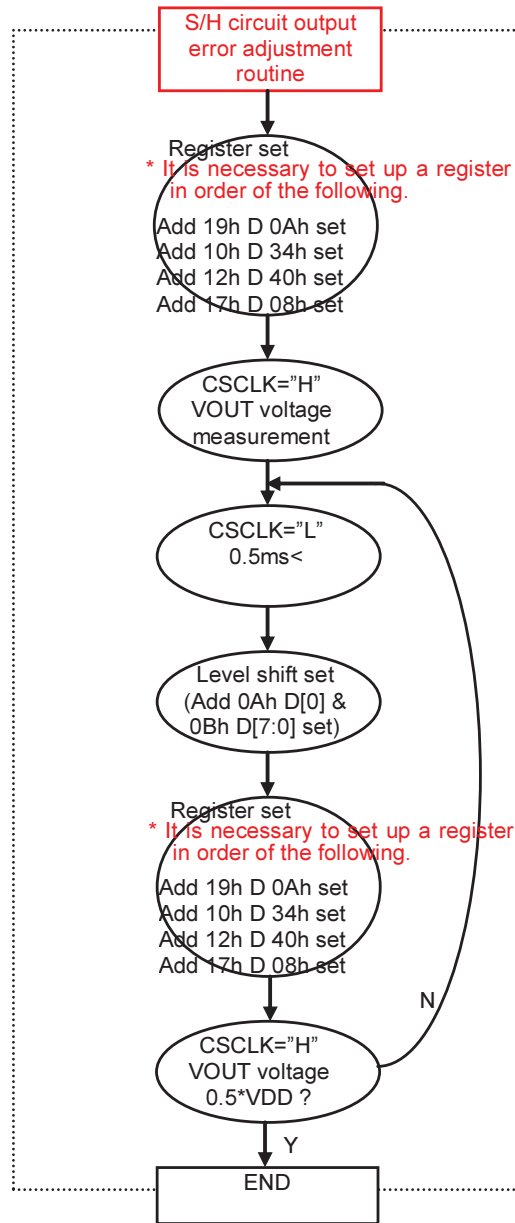 S/H circuit output
error adjustment
routine
Register set
* It is necessary to set up a register
in order of the following.
Add 19h D 0Ah set
Add 10h D 34h set
Add 12h D 40h set
Add 17h D 08h set
CSCLK=”H”
VOUT voltage
measurement
CSCLK=”L”
0.5ms<
Level shift set
(Add 0Ah D[0] &
0Bh D[7:0] set)
Register set
* It is necessary to set up a register
in order of the following.
Add 19h D 0Ah set
Add 10h D 34h set
Add 12h D 40h set
Add 17h D 08h set
N
CSCLK=”H”
VOUT voltage
0.5*VDD ?
Y
END